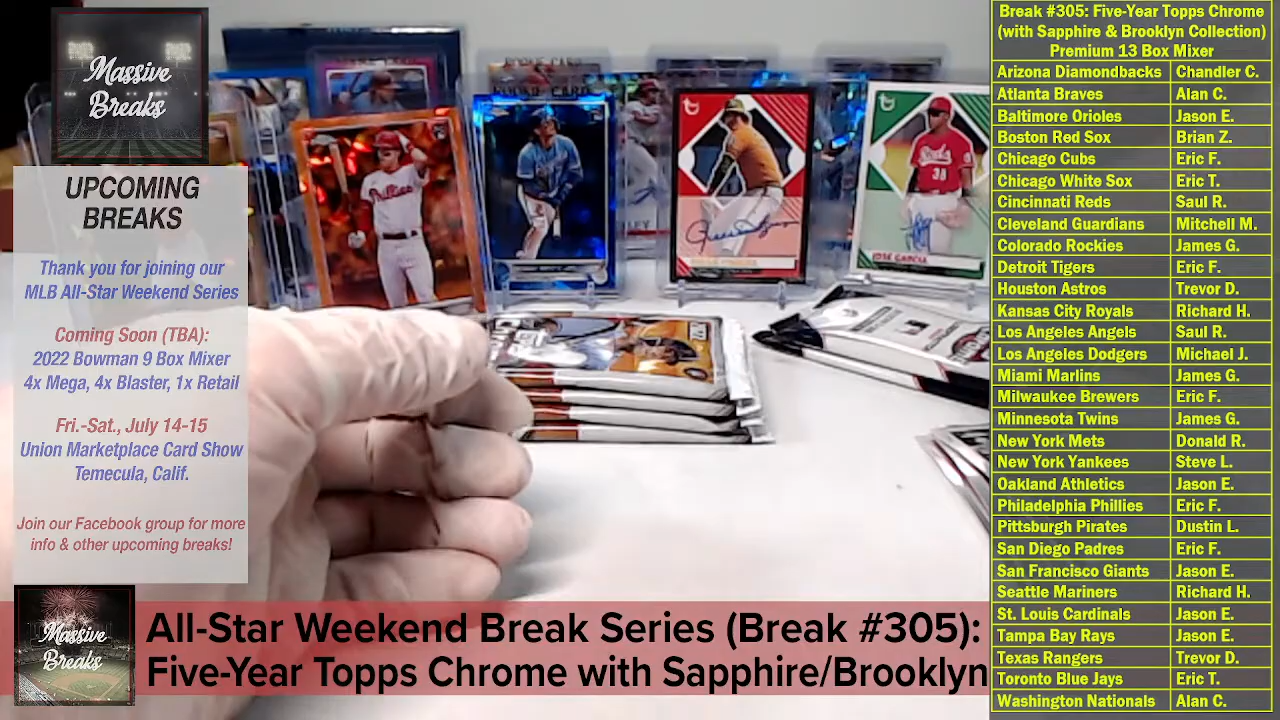 Massive
Breaks
UPCOMING
BREAKS
Thank you for joining our
MLB All-Star Weekend Series
Coming Soon (TBA):
2022 Bowman 9 Box Mixer
4x Mega, 4x Blaster, 1x Retail
Fri.-Sat., July 14-15
Union Marketplace Card Show
Temecula, Calif.
Join our Facebook group for more
info & other upcoming breaks!
Phillies
Reds
38
JOSE GARCIA
Massive
Breaks
All-Star Weekend Break Series (Break #305):
Five-Year Topps Chrome with Sapphire/Brooklyn
Break #305: Five-Year Topps Chrome
(with Sapphire & Brooklyn Collection)
Premium 13 Box Mixer
Arizona Diamondbacks Chandler C.
Atlanta Braves Alan C.
Baltimore Orioles Jason E.
Boston Red Sox Brian Z.
Chicago Cubs Eric F.
Chicago White Sox Eric T.
Cincinnati Reds Saul R.
Cleveland Guardians Mitchell M.
Colorado Rockies James G.
Detroit Tigers Eric F.
Houston Astros Trevor D.
Kansas City Royals Richard H.
Los Angeles Angels Saul R.
Los Angeles Dodgers Michael J.
Miami Marlins James G.
Milwaukee Brewers Eric F.
Minnesota Twins James G.
New York Mets Donald R.
New York Yankees Steve L.
Oakland Athletics Jason E.
Philadelphia Phillies Eric F.
Pittsburgh Pirates Dustin L.
San Diego Padres Eric F.
San Francisco Giants Jason E.
Seattle Mariners Richard H.
St. Louis Cardinals Jason E.
Tampa Bay Rays Jason E.
Texas Rangers Trevor D.
Toronto Blue Jays Eric T.
Washington Nationals Alan C.